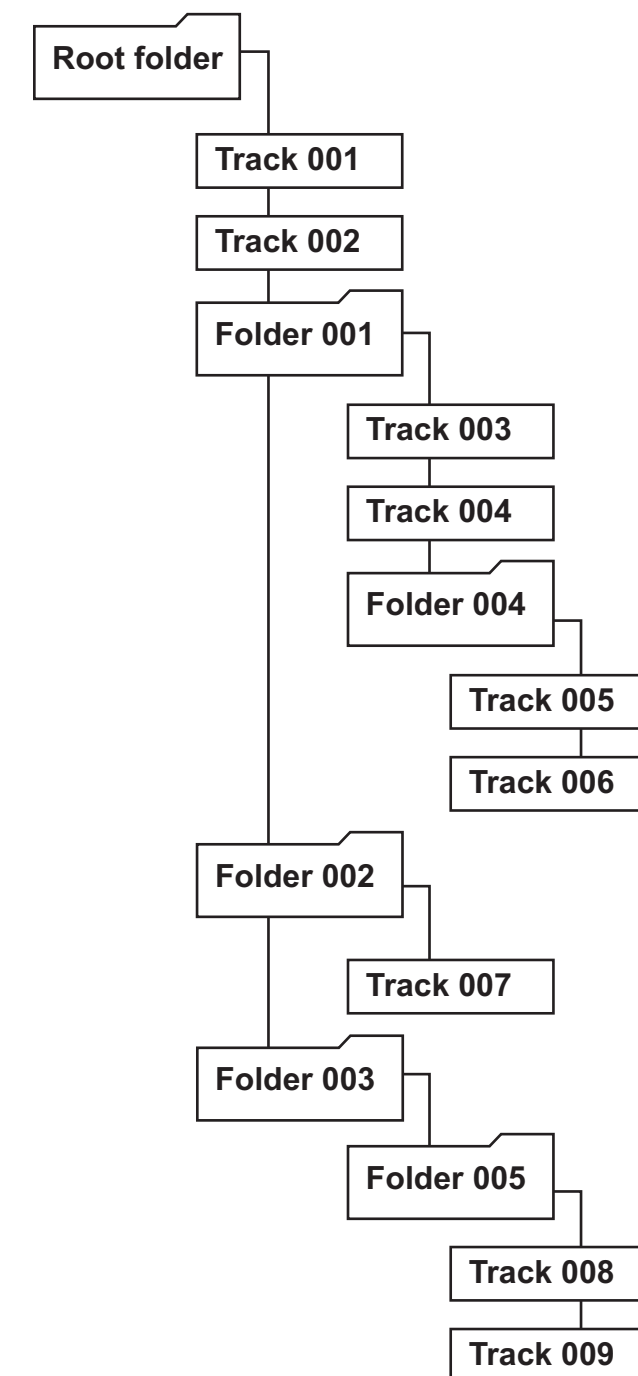 Root folder
Track 001
Track 002
Folder 001
Track 003
Track 004
Folder 004
Track 005
Track 006
Folder 002
Track 007
Folder 003
Folder 005
Track 008
Track 009